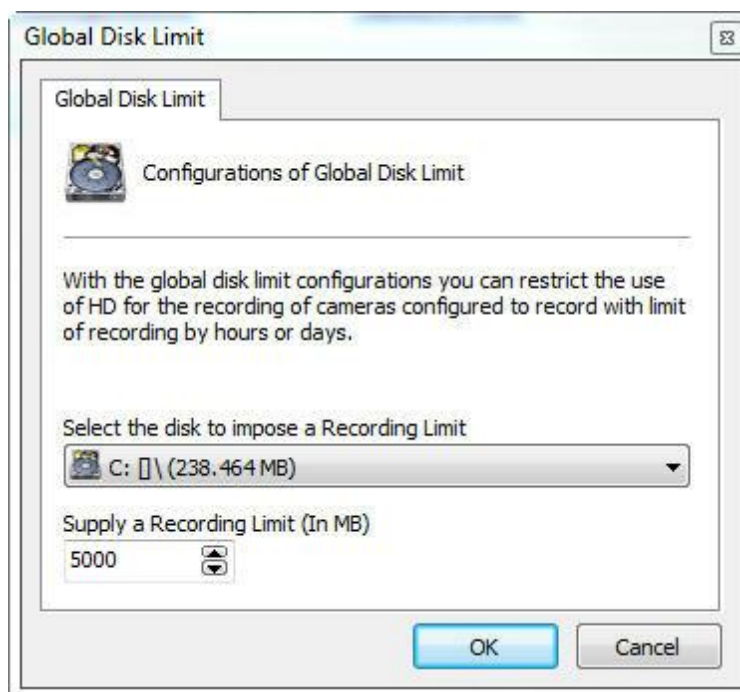 Global Disk Limit
Global Disk Limit
Configurations of Global Disk Limit
With the global disk limit configurations you can restrict the use
of HD for the recording of cameras configured to record with limit
of recording by hours or days.
Select the disk to impose a Recording Limit
C: []\ (238.464 MB)
Supply a Recording Limit (In MB)
5000
OK Cancel